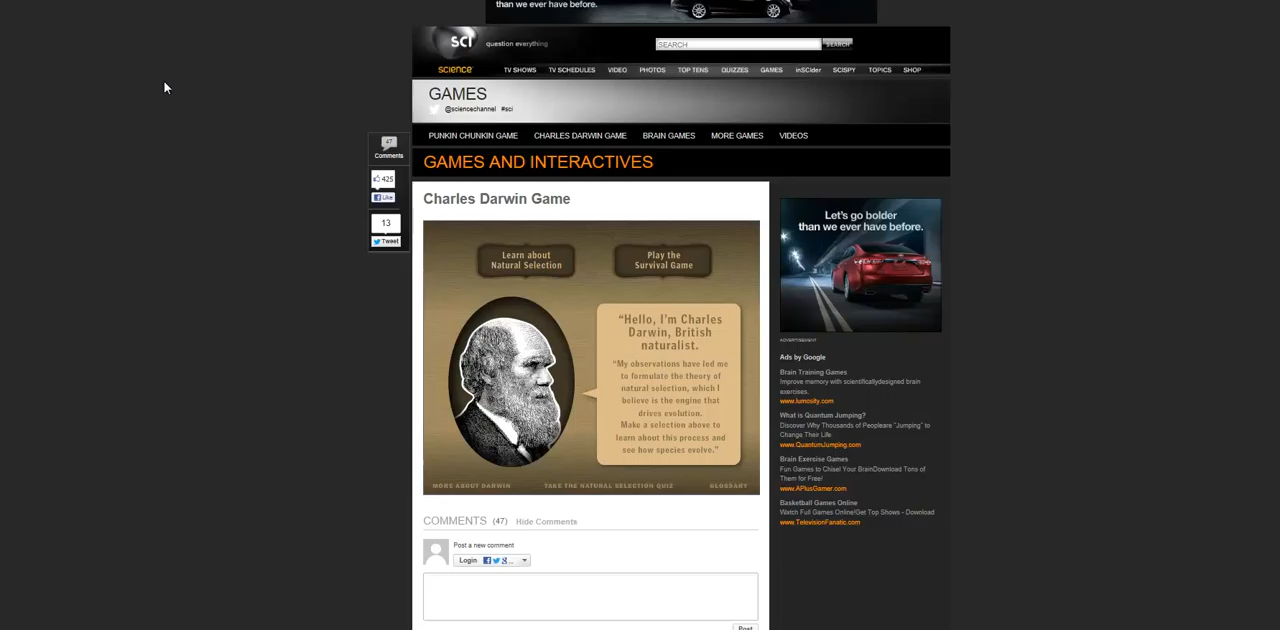 than we ever have before.
SCI question everything
SEARCH SEARCH
SCIENCE TV SHOWS TV SCHEDULES VIDEO PHOTOS TOP TENS QUIZZES GAMES inSCIder SCISPY TOPICS SHOP
GAMES
@sciencechannel #sci
PUNKIN CHUNKIN GAME CHARLES DARWIN GAME BRAIN GAMES MORE GAMES VIDEOS
GAMES AND INTERACTIVES
47
Comments
425
Like
13
Tweet
Charles Darwin Game
Learn about
Natural Selection
Play the
Survival Game
“Hello, I'm Charles
Darwin, British
naturalist.
“My observations have led me
to formulate the theory of
natural selection, which I
believe is the engine that
drives evolution.
Make a selection above to
learn about this process and
see how species evolve.”
MORE ABOUT DARWIN TAKE THE NATURAL SELECTION QUIZ GLOSSARY
COMMENTS (47) Hide Comments
Post a new comment
Login
Post
Let's go bolder
than we ever have before.
ADVERTISEMENT
Ads by Google
Brain Training Games
Improve memory with scientificallydesigned brain
exercises.
www.lumosity.com
What is Quantum Jumping?
Discover Why Thousands of Peopleare "Jumping" to
Change Their Life
www.QuantumJumping.com
Brain Exercise Games
Fun Games to Chisel Your BrainDownload Tons of
Them for Free!
www.APlusGamer.com
Basketball Games Online
Watch Full Games Online!Get Top Shows - Download
www.TelevisionFanatic.com